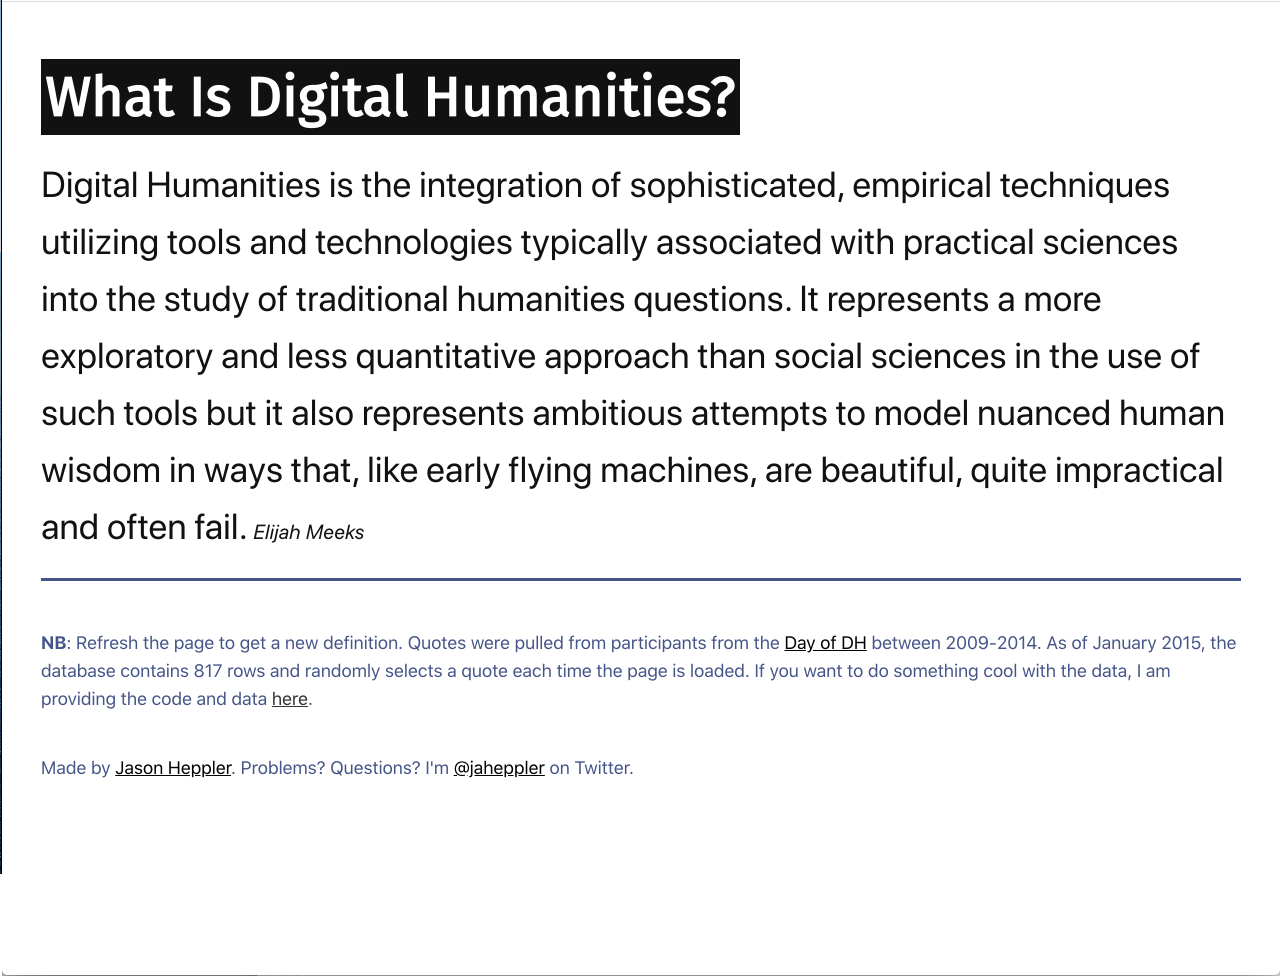 What Is Digital Humanities?
Digital Humanities is the integration of sophisticated, empirical techniques
utilizing tools and technologies typically associated with practical sciences
into the study of traditional humanities questions. It represents a more
exploratory and less quantitative approach than social sciences in the use of
such tools but it also represents ambitious attempts to model nuanced human
wisdom in ways that, like early flying machines, are beautiful, quite impractical
and often fail. Elijah Meeks
NB: Refresh the page to get a new definition. Quotes were pulled from participants from the Day of DH between 2009-2014. As of January 2015, the
database contains 817 rows and randomly selects a quote each time the page is loaded. If you want to do something cool with the data, I am
providing the code and data here.
Made by Jason Heppler. Problems? Questions? I'm @jaheppler on Twitter.